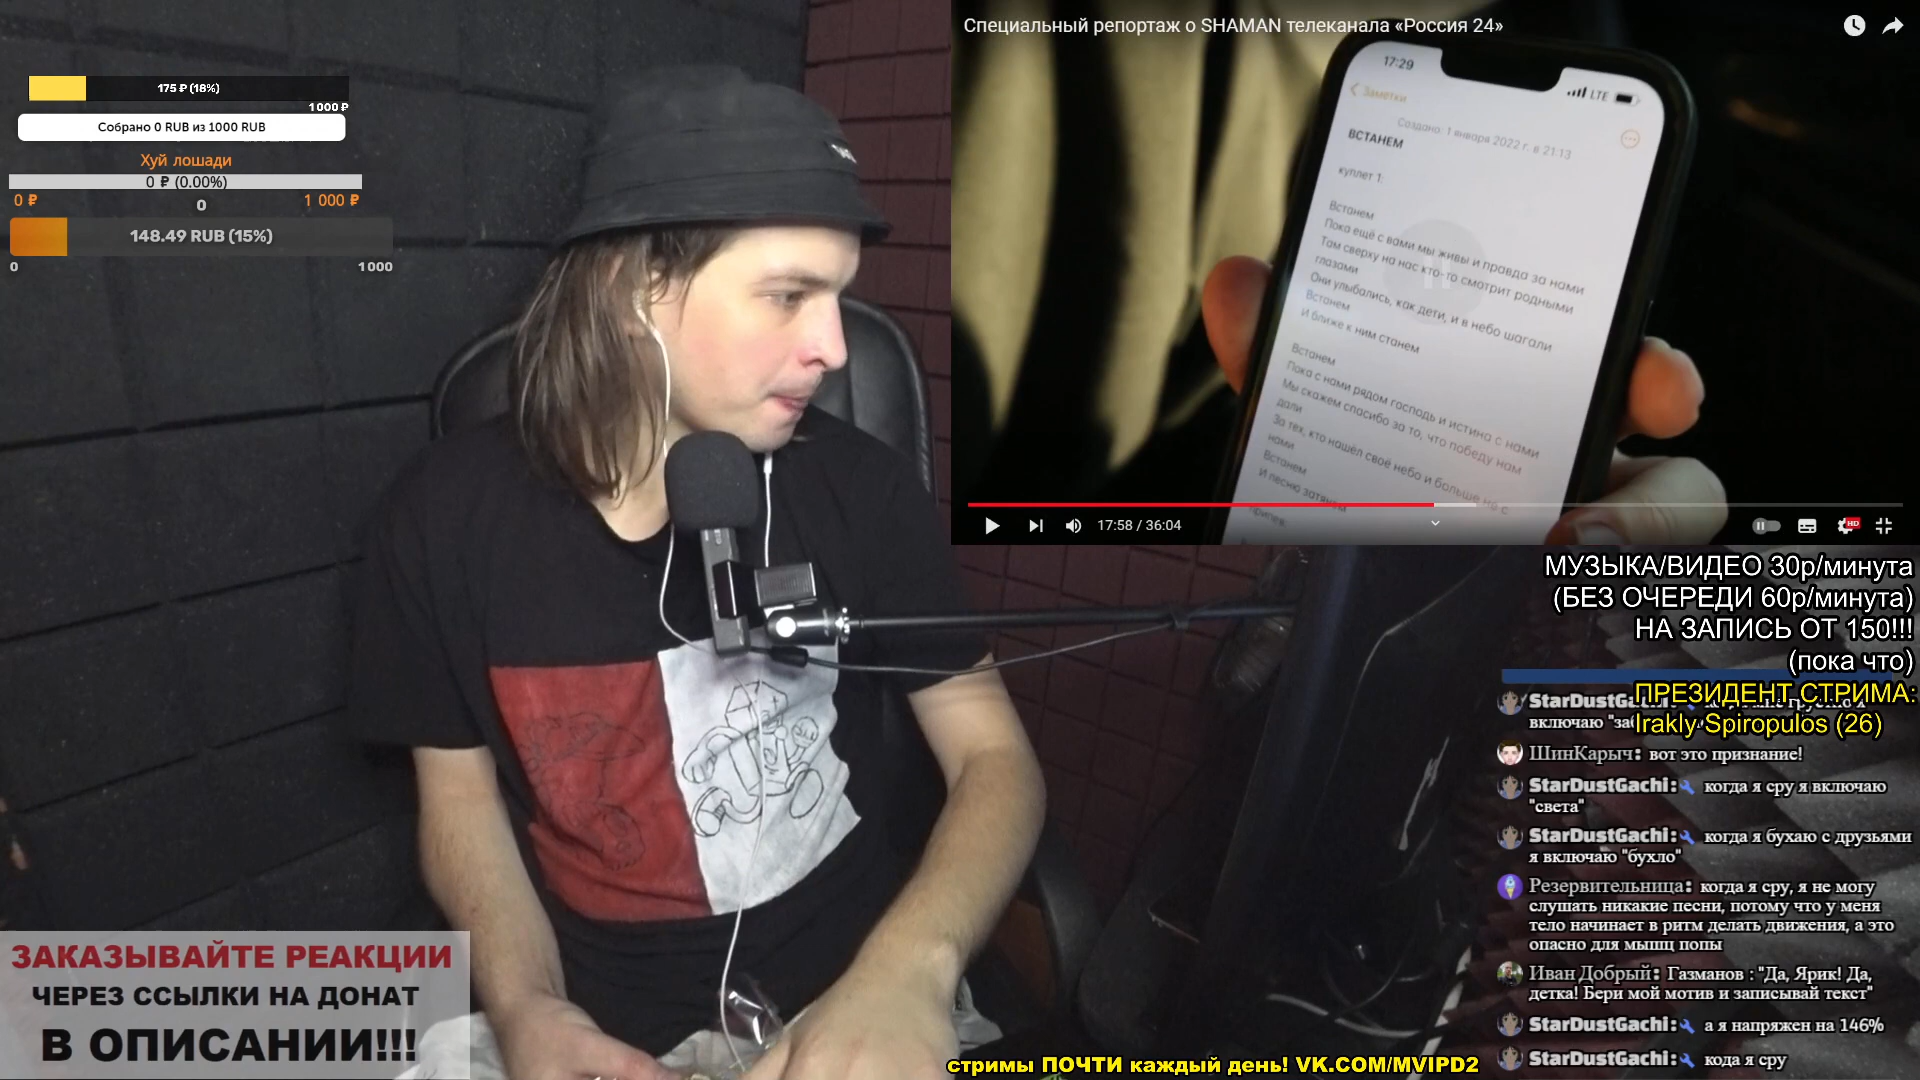 175 ₽ (18%)
1 000 ₽
Собрано 0 RUB из 1000 RUB
Хуй лошади
0 ₽ (0.00%)
0 ₽
0
1 000 ₽
148.49 RUB (15%)
0
1000
Специальный репортаж о SHAMAN телеканала «Россия 24»
17:29
LTE
Заметки
Создано: 1 января 2022 г. в 21:13
ВСТАНЕМ
куплет 1:
Встанем
Пока ещё с вами мы живы и правда за нами
Там сверху на нас кто-то смотрит родными
глазами
Они улыбались, как дети, и в небо шагали
Встанем
И ближе к ним станем
Встанем
Пока с нами рядом господь и истина с нами
Мы скажем спасибо за то, что победу нам
дали
За тех, кто нашёл своё небо и больше не с
нами
Встанем
И песню затянем
припев:
17:58 / 36:04
HD
МУЗЫКА/ВИДЕО 30р/минута
(БЕЗ ОЧЕРЕДИ 60р/минута)
НА ЗАПИСЬ ОТ 150!!!
(пока что)
ПРЕЗИДЕНТ СТРИМА:
Irakly Spiropulos (26)
включаю
ШинКарыч: вот это признание!
StarDustGachi: когда я сру я включаю
"света"
StarDustGachi: когда я бухаю с друзьями
я включаю "бухло"
Резервительница: когда я сру, я не могу
слушать никакие песни, потому что у меня
тело начинает в ритм делать движения, а это
опасно для мышц попы
Иван Добрый: Газманов : "Да, Ярик! Да,
детка! Бери мой мотив и записывай текст"
StarDustGachi: а я напряжен на 146%
StarDustGachi: кода я сру
ЗАКАЗЫВАЙТЕ РЕАКЦИИ
ЧЕРЕЗ ССЫЛКИ НА ДОНАТ
В ОПИСАНИИ!!!
стримы ПОЧТИ каждый день! VK.COM/MVIPD2